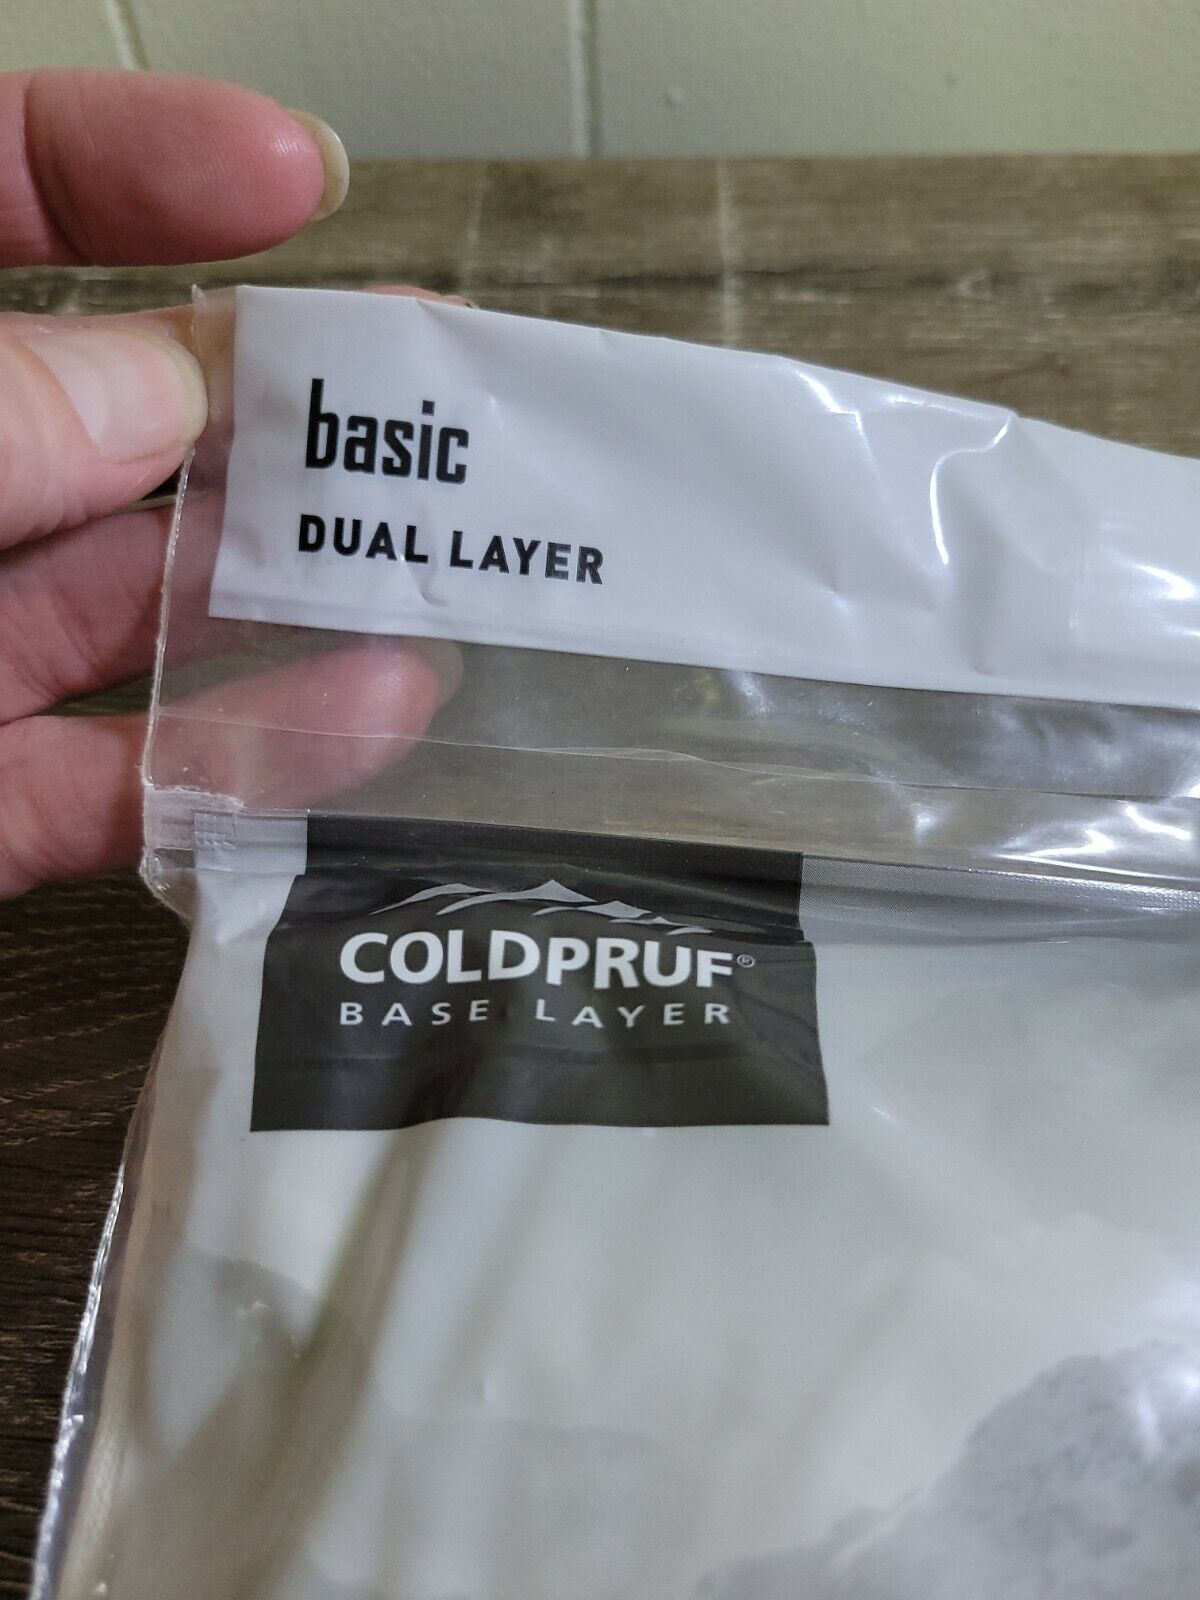 basic
DUAL LAYER
COLDPRUF®
BASE LAYER